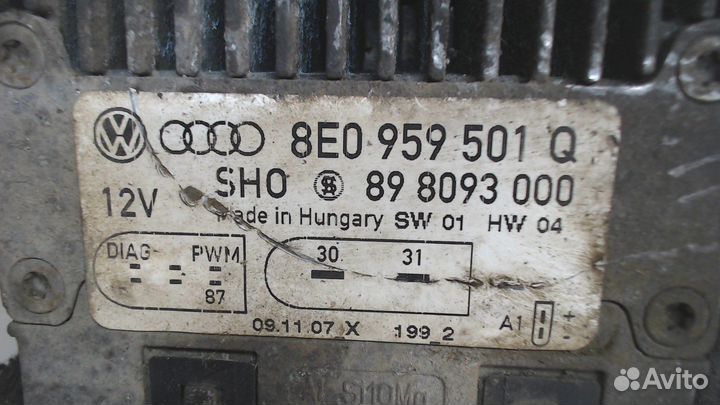 8E0 959 501 Q
SHO 89 8093 000
12V Made in Hungary SW 01 HW 04
DIAG PWM 30 31
87
09.11.07 X 199 2 A1 + -
Si10Mg
Avito